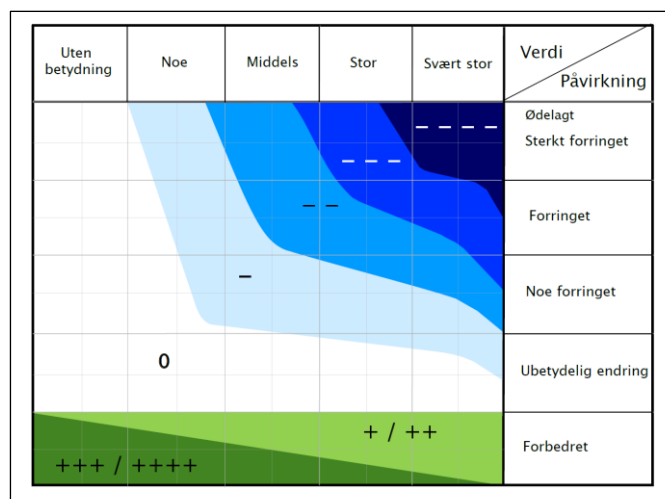 Uten
betydning
Noe
Middels
Stor
Svært stor
Verdi
Påvirkning
Ødelagt
Sterkt forringet
– – – –
– – –
– –
Forringet
–
Noe forringet
0
Ubetydelig endring
+ / ++
Forbedret
+++ / ++++